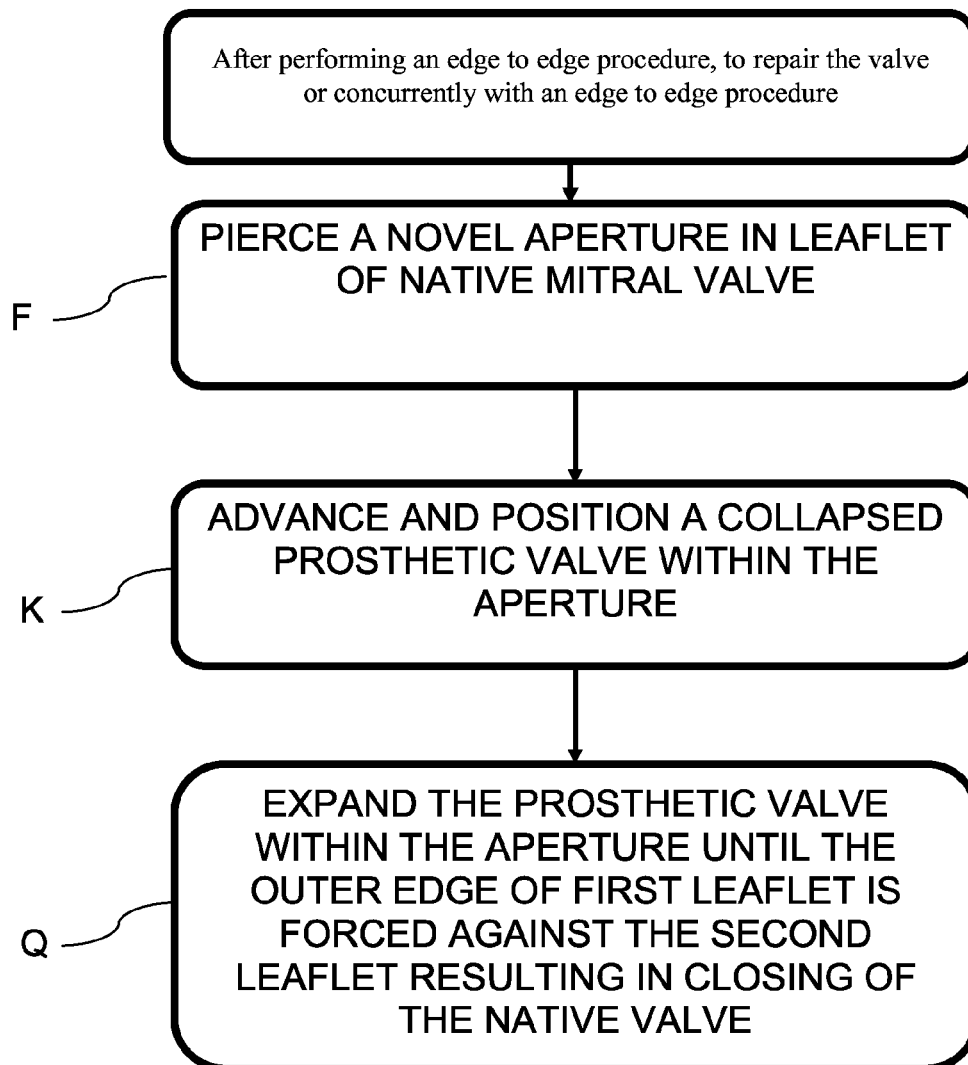 After performing an edge to edge procedure, to repair the valve
or concurrently with an edge to edge procedure
PIERCE A NOVEL APERTURE IN LEAFLET
OF NATIVE MITRAL VALVE
F
ADVANCE AND POSITION A COLLAPSED
PROSTHETIC VALVE WITHIN THE
APERTURE
K
EXPAND THE PROSTHETIC VALVE
WITHIN THE APERTURE UNTIL THE
OUTER EDGE OF FIRST LEAFLET IS
FORCED AGAINST THE SECOND
LEAFLET RESULTING IN CLOSING OF
THE NATIVE VALVE
Q